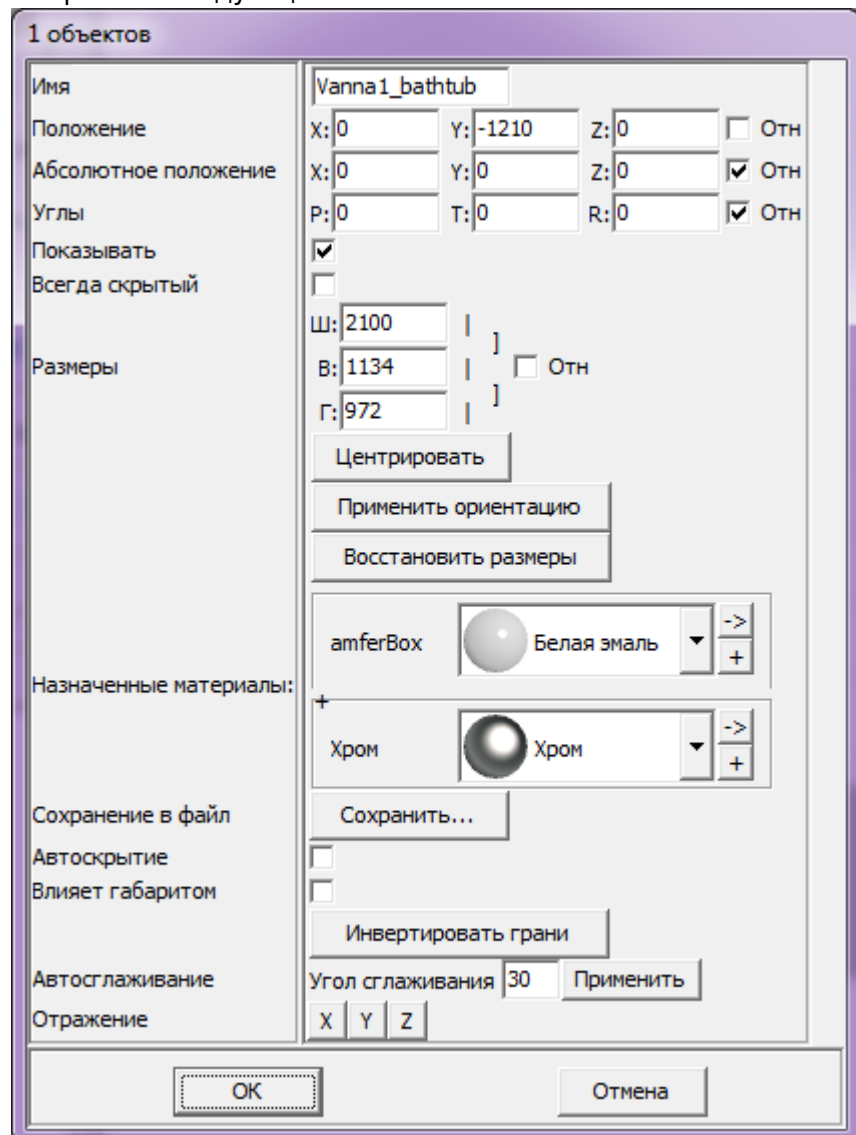 1 объектов
Имя Vanna1_bathtub
Положение X: 0 Y: -1210 Z: 0 Отн
Абсолютное положение X: 0 Y: 0 Z: 0 Отн
Углы P: 0 T: 0 R: 0 Отн
Показывать
Всегда скрытый
Ш: 2100 | ]
Размеры В: 1134 | Отн
Г: 972 | ]
Центрировать
Применить ориентацию
Восстановить размеры
amferBox Белая эмаль ->
+
Назначенные материалы:
+
Хром Хром ->
+
Сохранение в файл Сохранить...
Автоскрытие
Влияет габаритом
Инвертировать грани
Автосглаживание Угол сглаживания 30 Применить
Отражение X Y Z
OK Отмена